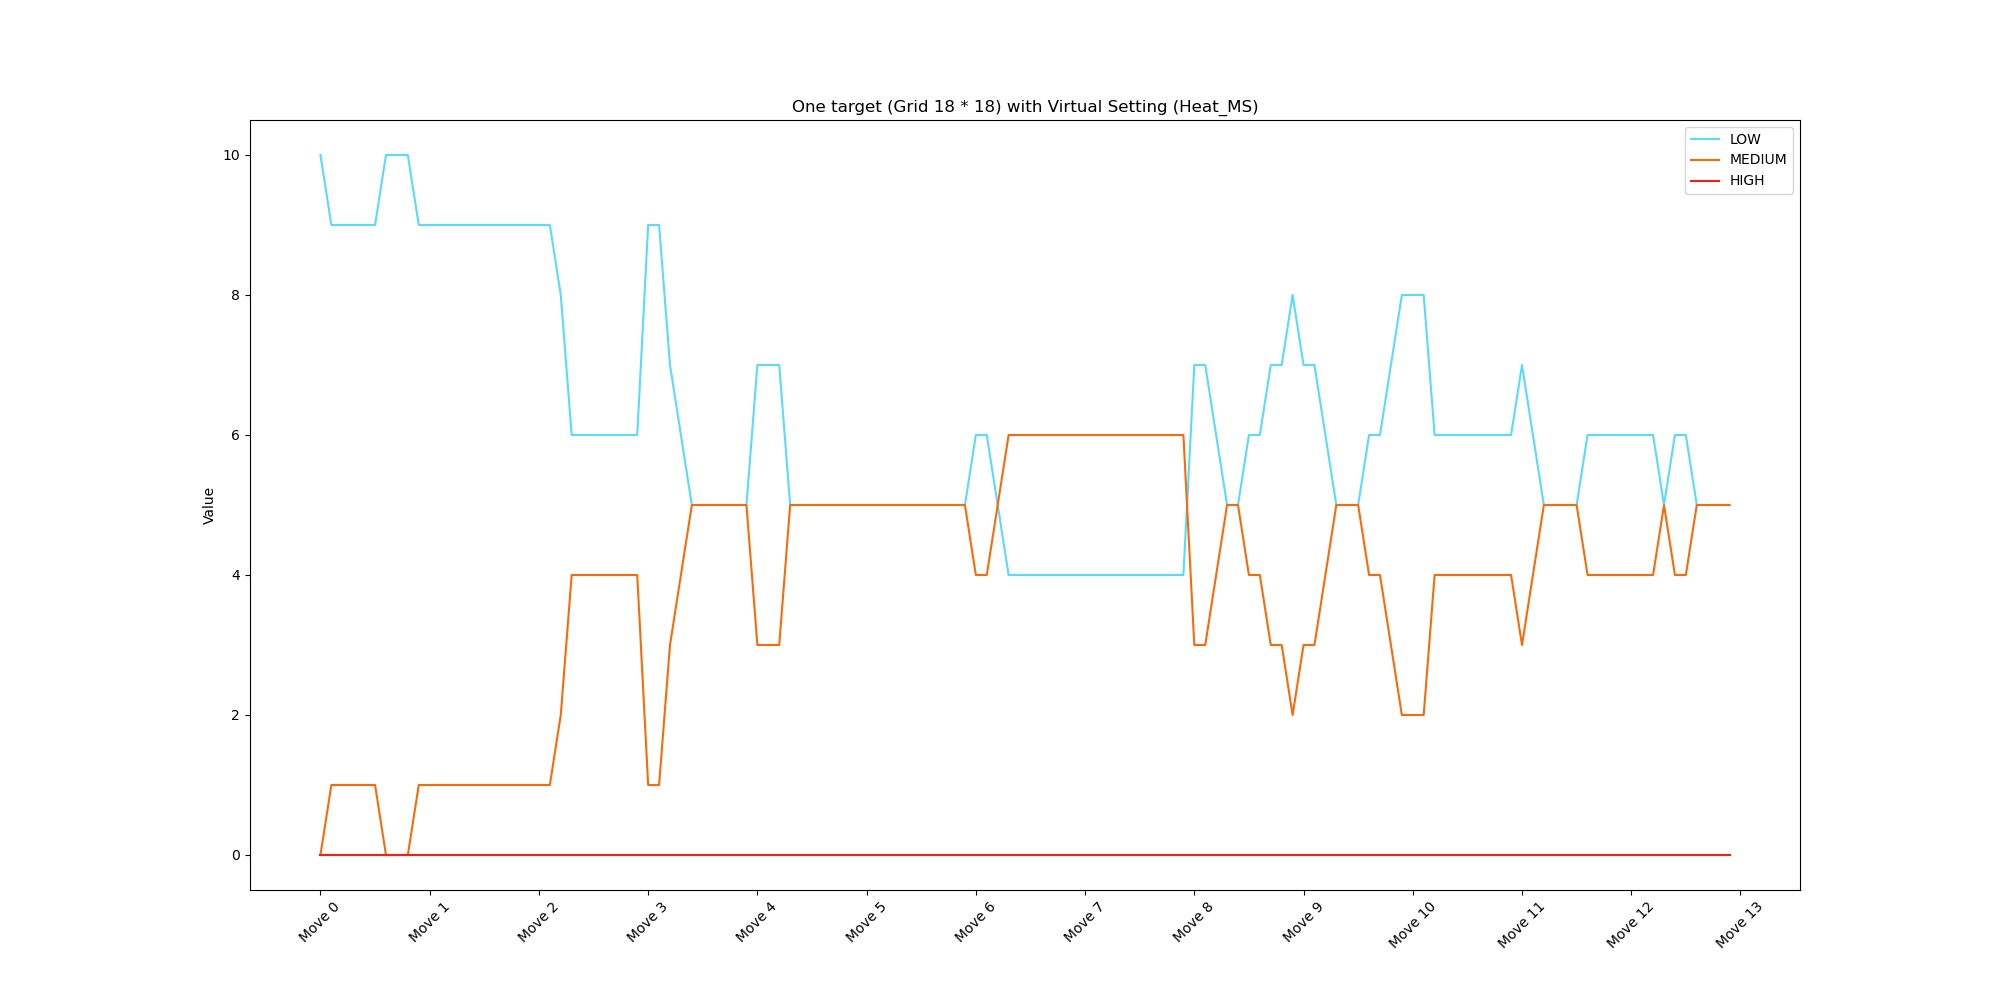 One target (Grid 18 * 18) with Virtual Setting (Heat_MS)
LOW
MEDIUM
HIGH
10
8
6
4
2
0
Value
Move 0
Move 1
Move 2
Move 3
Move 4
Move 5
Move 6
Move 7
Move 8
Move 9
Move 10
Move 11
Move 12
Move 13